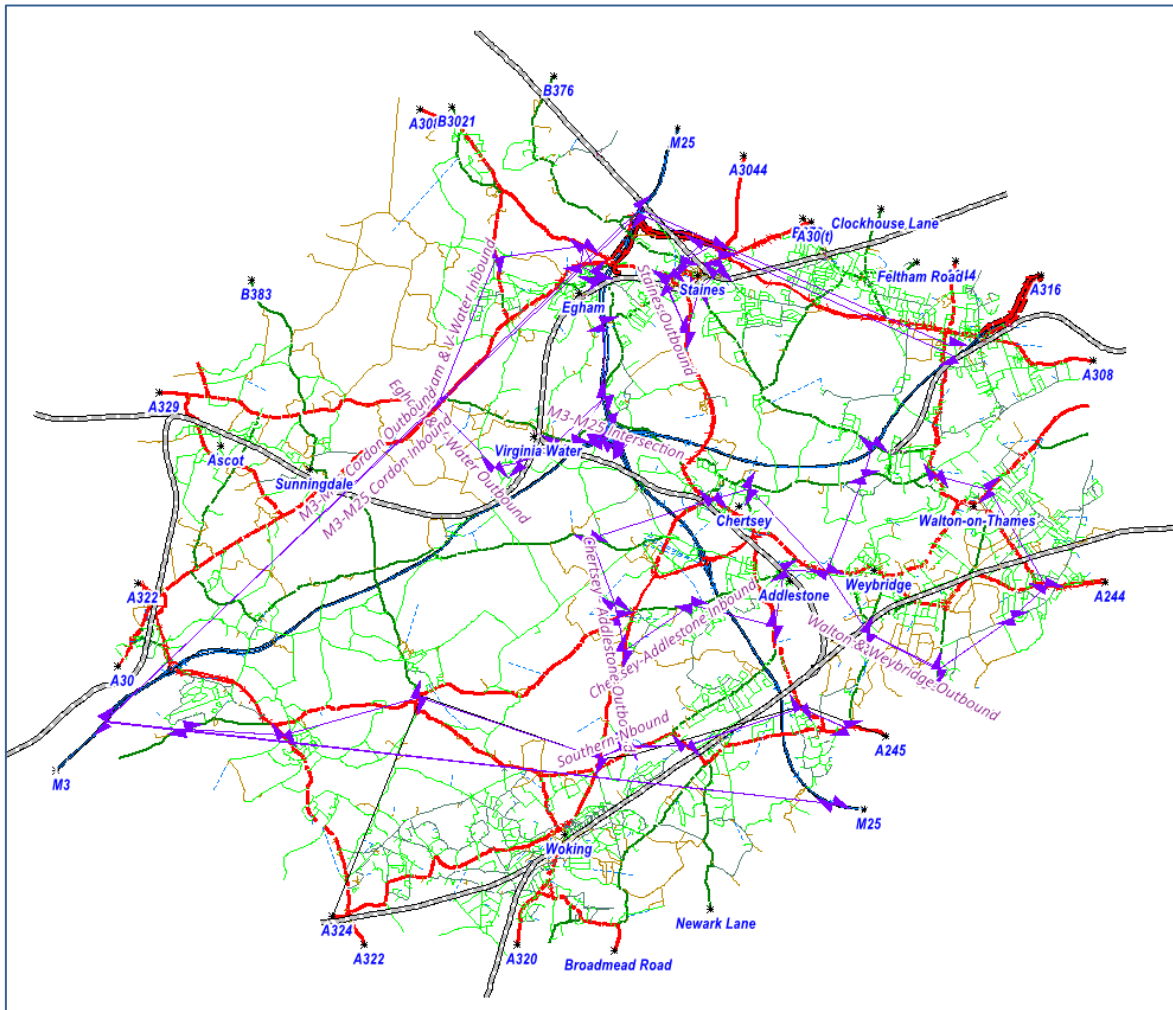 B376
B3021
M25
A3044
Clockhouse Lane
A30(t)
Feltham Road
A316
Staines
Egham
B383
Egham & V-Water Inbound
Staines-Outbound
A308
A329
M3-M25 Intersection
Virginia Water
Ascot
Sunningdale
M3-M25 Cordon Outbound
M3-M25 Cordon-Inbound
Chertsey
Walton-on-Thames
A322
Weybridge
Addlestone
A244
Chertsey-Addlestone-Outbound
Chertsey-Addlestone Inbound
Walton & Weybridge-Outbound
A30
Southern-Nbound
A245
M3
M25
Woking
A324
Newark Lane
A322
A320
Broadmead Road